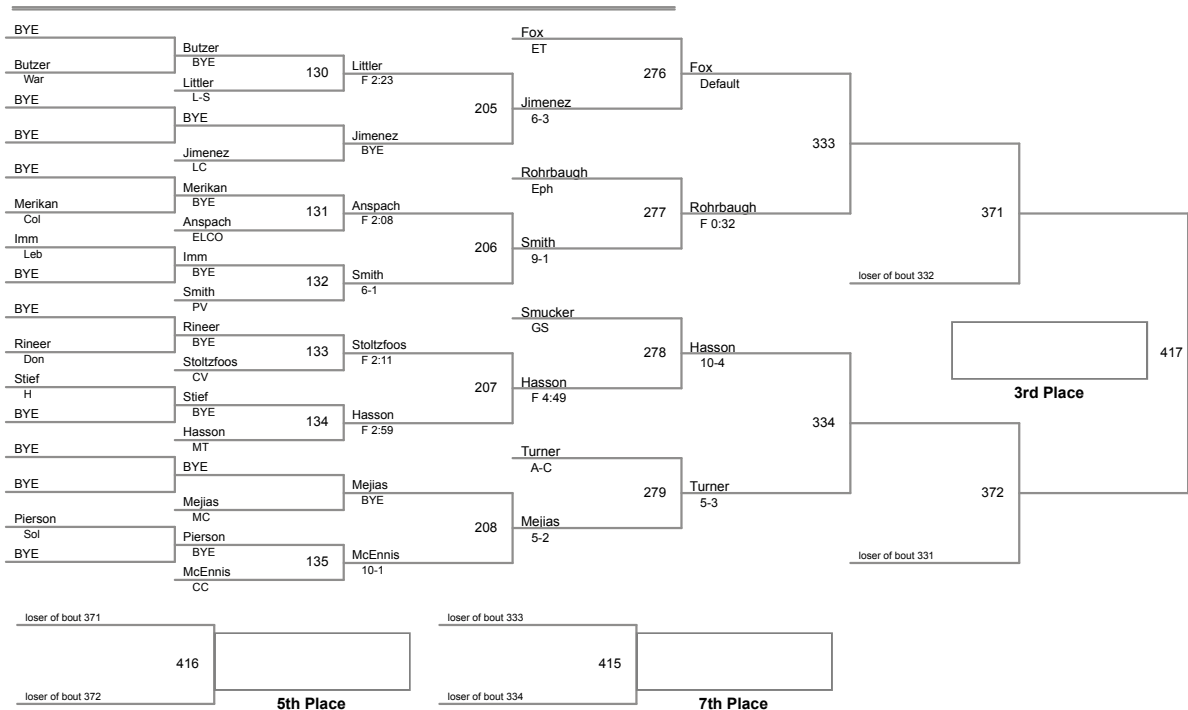 BYE
Butzer
War
BYE
BYE
BYE
Merikan
Col
Imm
Leb
BYE
BYE
Rineer
Don
Stief
H
BYE
BYE
BYE
Pierson
Sol
BYE
Butzer
BYE
130
Littler
L-S
BYE
Jimenez
LC
Merikan
BYE
131
Anspach
ELCO
Imm
BYE
132
Smith
PV
Rineer
BYE
133
Stoltzfoos
CV
Stief
BYE
134
Hasson
MT
BYE
Mejias
MC
Pierson
BYE
135
McEnnis
CC
Littler
F 2:23
205
Jimenez
BYE
Anspach
F 2:08
206
Smith
6-1
Stoltzfoos
F 2:11
207
Hasson
F 2:59
Mejias
BYE
208
McEnnis
10-1
Fox
ET
276
Jimenez
6-3
Rohrbaugh
Eph
277
Smith
9-1
Smucker
GS
278
Hasson
F 4:49
Turner
A-C
279
Mejias
5-2
Fox
Default
333
Rohrbaugh
F 0:32
Hasson
10-4
334
Turner
5-3
371
loser of bout 332
372
loser of bout 331
417
3rd Place
loser of bout 371
416
loser of bout 372
5th Place
loser of bout 333
415
loser of bout 334
7th Place